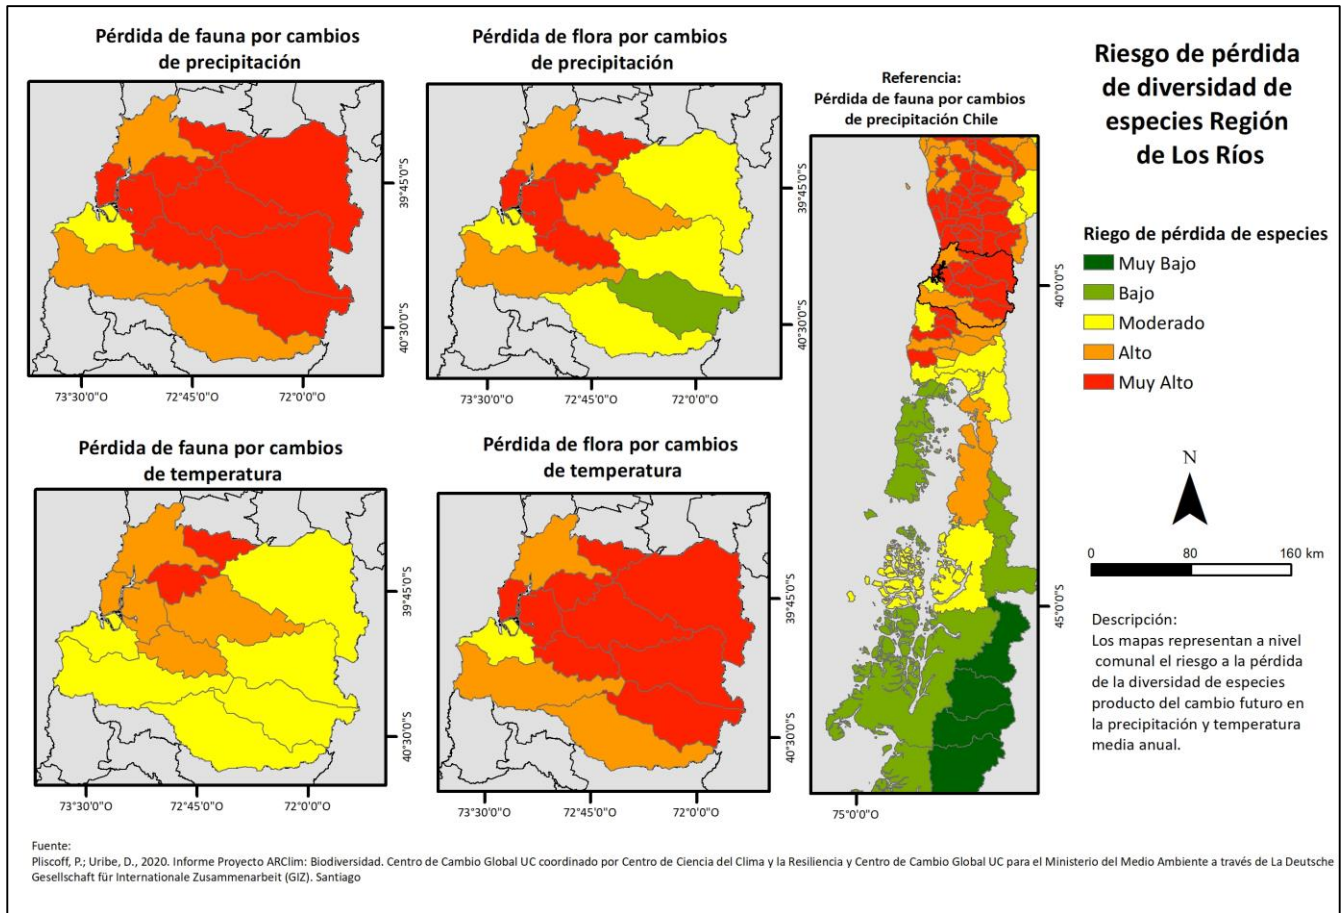 Pérdida de fauna por cambios
de precipitación
39°45'0"S
40°30'0"S
73°30'0"O
72°45'0"O
72°0'0"O
Pérdida de flora por cambios
de precipitación
39°45'0"S
40°30'0"S
73°30'0"O
72°45'0"O
72°0'0"O
Pérdida de fauna por cambios
de temperatura
39°45'0"S
40°30'0"S
73°30'0"O
72°45'0"O
72°0'0"O
Pérdida de flora por cambios
de temperatura
39°45'0"S
40°30'0"S
73°30'0"O
72°45'0"O
72°0'0"O
Referencia:
Pérdida de fauna por cambios
de precipitación Chile
40°0'0"S
45°0'0"S
75°0'0"O
Riesgo de pérdida
de diversidad de
especies Región
de Los Ríos
Riego de pérdida de especies
Muy Bajo
Bajo
Moderado
Alto
Muy Alto
N
0 80 160 km
Descripción:
Los mapas representan a nivel
comunal el riesgo a la pérdida
de la diversidad de especies
producto del cambio futuro en
la precipitación y temperatura
media anual.
Fuente:
Pliscoff, P.; Uribe, D., 2020. Informe Proyecto ARClim: Biodiversidad. Centro de Cambio Global UC coordinado por Centro de Ciencia del Clima y la Resiliencia y Centro de Cambio Global UC para el Ministerio del Medio Ambiente a través de La Deutsche
Gesellschaft für Internationale Zusammenarbeit (GIZ). Santiago